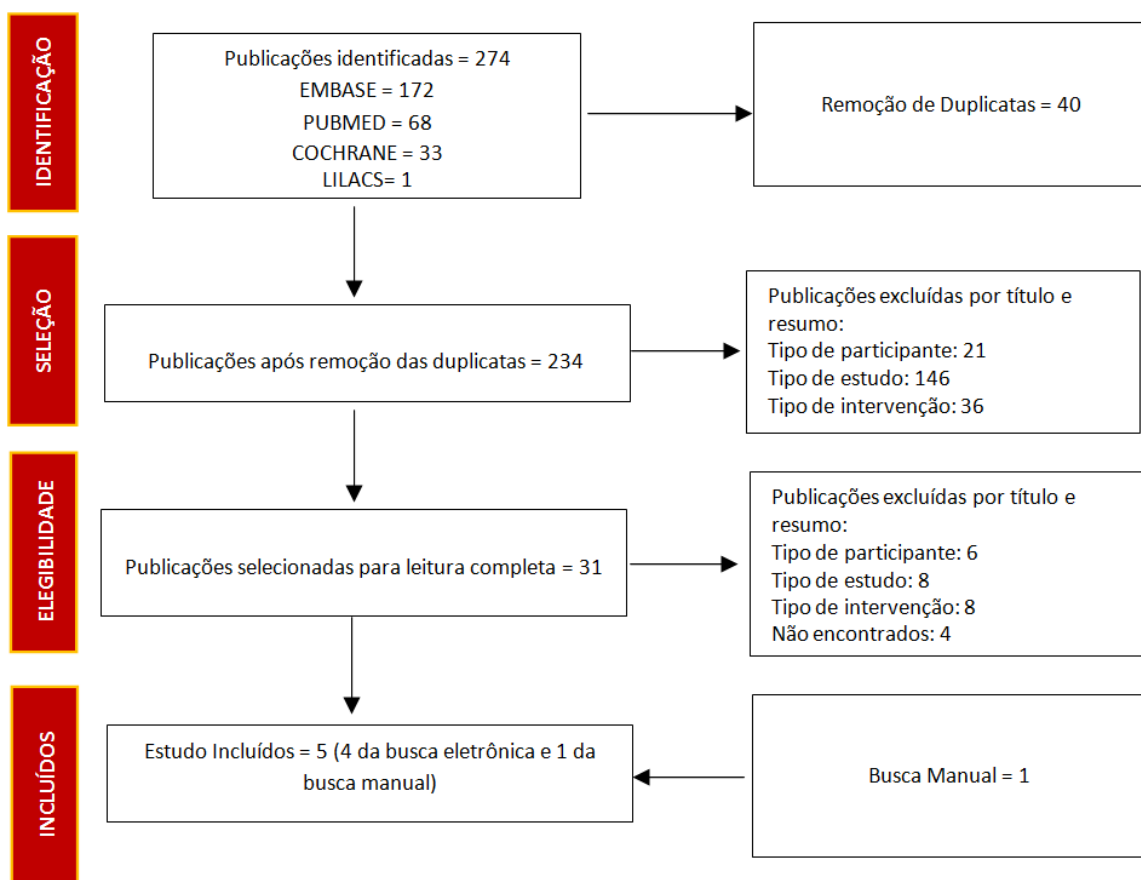 IDENTIFICAÇÃO
Publicações identificadas = 274
EMBASE = 172
PUBMED = 68
COCHRANE = 33
LILACS= 1
Remoção de Duplicatas = 40
SELEÇÃO
Publicações após remoção das duplicatas = 234
Publicações excluídas por título e
resumo:
Tipo de participante: 21
Tipo de estudo: 146
Tipo de intervenção: 36
ELEGIBILIDADE
Publicações selecionadas para leitura completa = 31
Publicações excluídas por título e
resumo:
Tipo de participante: 6
Tipo de estudo: 8
Tipo de intervenção: 8
Não encontrados: 4
INCLUÍDOS
Estudo Incluídos = 5 (4 da busca eletrônica e 1 da
busca manual)
Busca Manual = 1